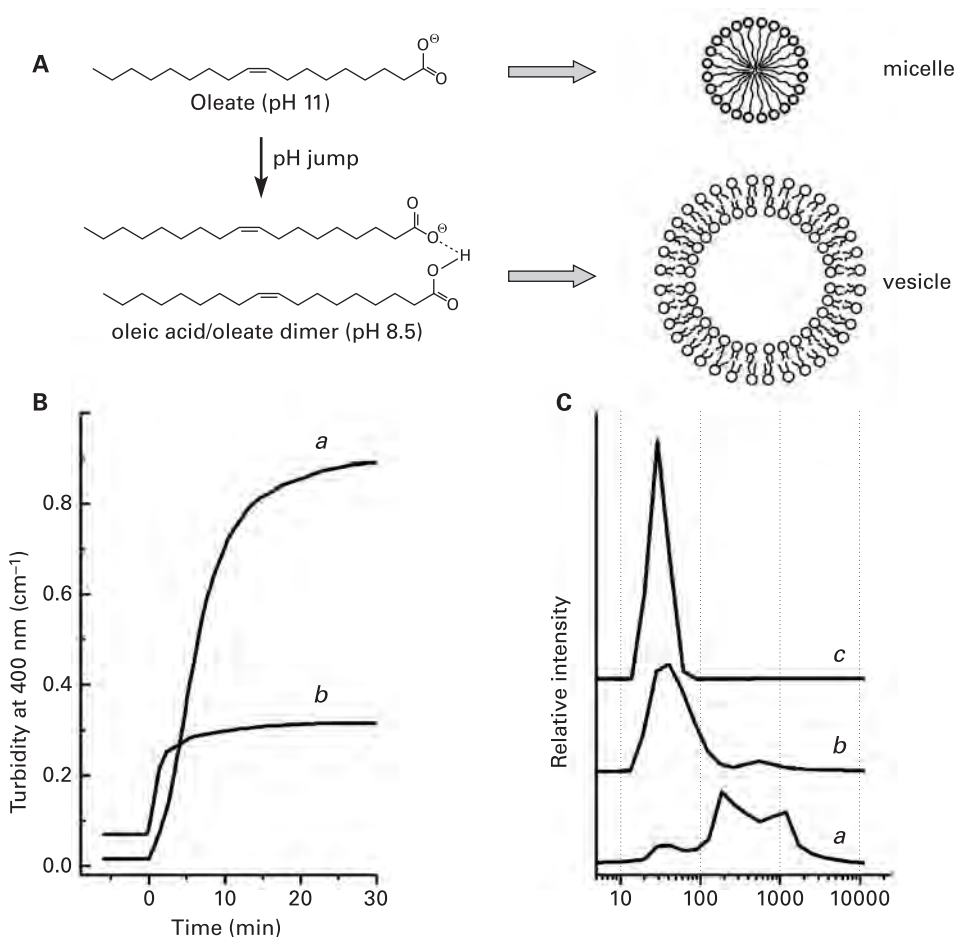 A
O⊖
O
Oleate (pH 11)
micelle
pH jump
O
O⊖
H
O
O
oleic acid/oleate dimer (pH 8.5)
vesicle
B
a
b
0.8
0.6
0.4
0.2
0.0
0
10
20
30
Turbidity at 400 nm (cm⁻¹)
Time (min)
C
c
b
a
Relative intensity
10
100
1000
10000